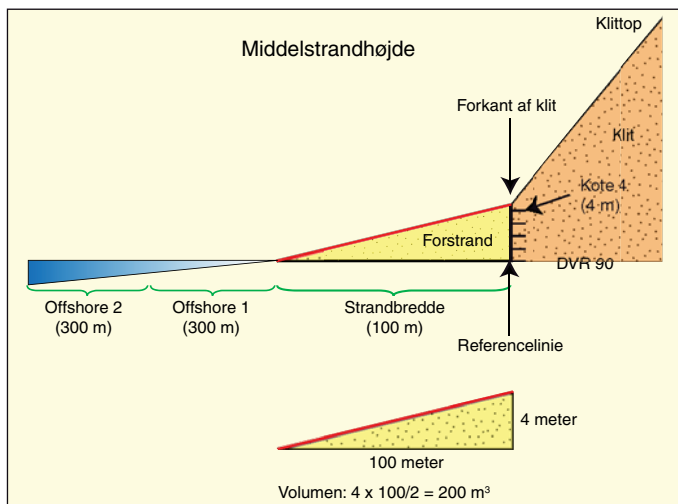 Middelstrandhøjde
Klittop
Forkant af klit
Klit
Kote 4
(4 m)
Forstrand
DVR 90
Offshore 2
(300 m)
Offshore 1
(300 m)
Strandbredde
(100 m)
Referencelinie
4 meter
100 meter
Volumen: 4 x 100/2 = 200 m³